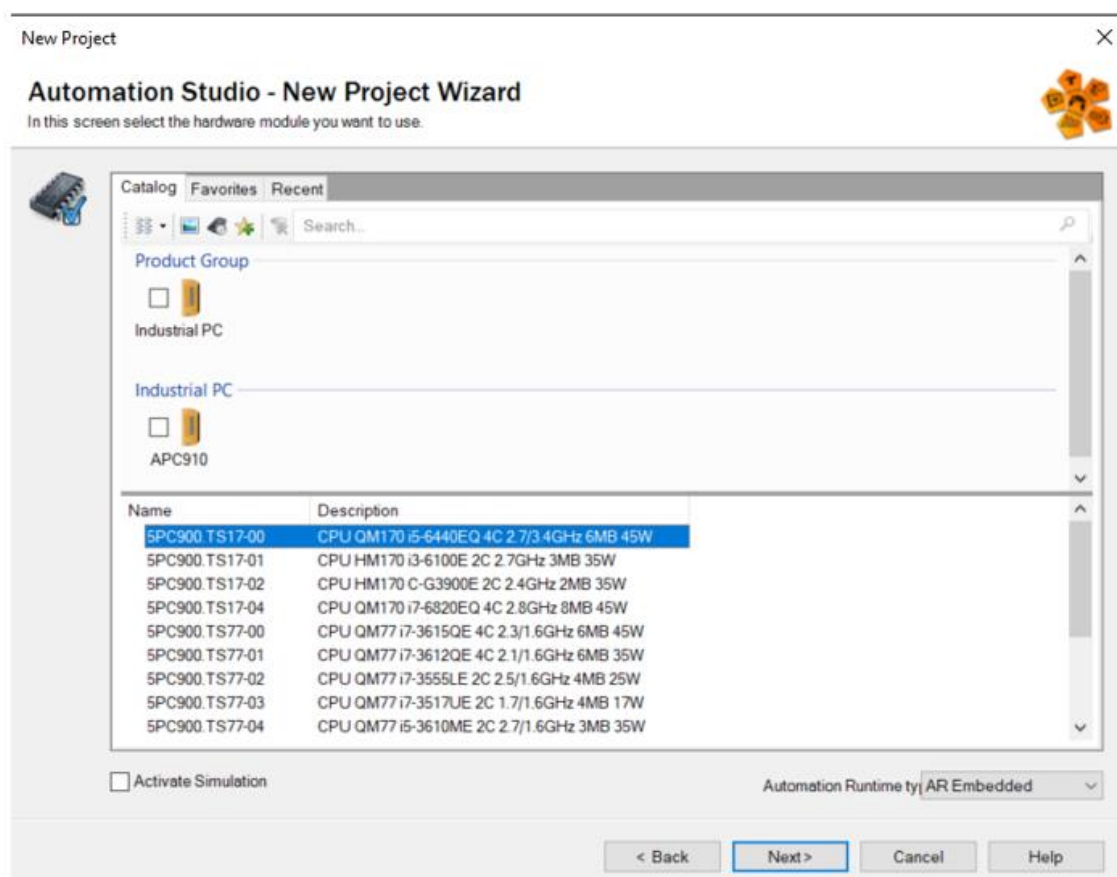 New Project
Automation Studio - New Project Wizard
In this screen select the hardware module you want to use.
Catalog Favorites Recent
Search...
Product Group
Industrial PC
Industrial PC
APC910
Name Description
5PC900.TS17-00 CPU QM170 i5-6440EQ 4C 2.7/3.4GHz 6MB 45W
5PC900.TS17-01 CPU HM170 i3-6100E 2C 2.7GHz 3MB 35W
5PC900.TS17-02 CPU HM170 C-G3900E 2C 2.4GHz 2MB 35W
5PC900.TS17-04 CPU QM170 i7-6820EQ 4C 2.8GHz 8MB 45W
5PC900.TS77-00 CPU QM77 i7-3615QE 4C 2.3/1.6GHz 6MB 45W
5PC900.TS77-01 CPU QM77 i7-3612QE 4C 2.1/1.6GHz 6MB 35W
5PC900.TS77-02 CPU QM77 i7-3555LE 2C 2.5/1.6GHz 4MB 25W
5PC900.TS77-03 CPU QM77 i7-3517UE 2C 1.7/1.6GHz 4MB 17W
5PC900.TS77-04 CPU QM77 i5-3610ME 2C 2.7/1.6GHz 3MB 35W
Activate Simulation Automation Runtime ty AR Embedded
< Back Next > Cancel Help